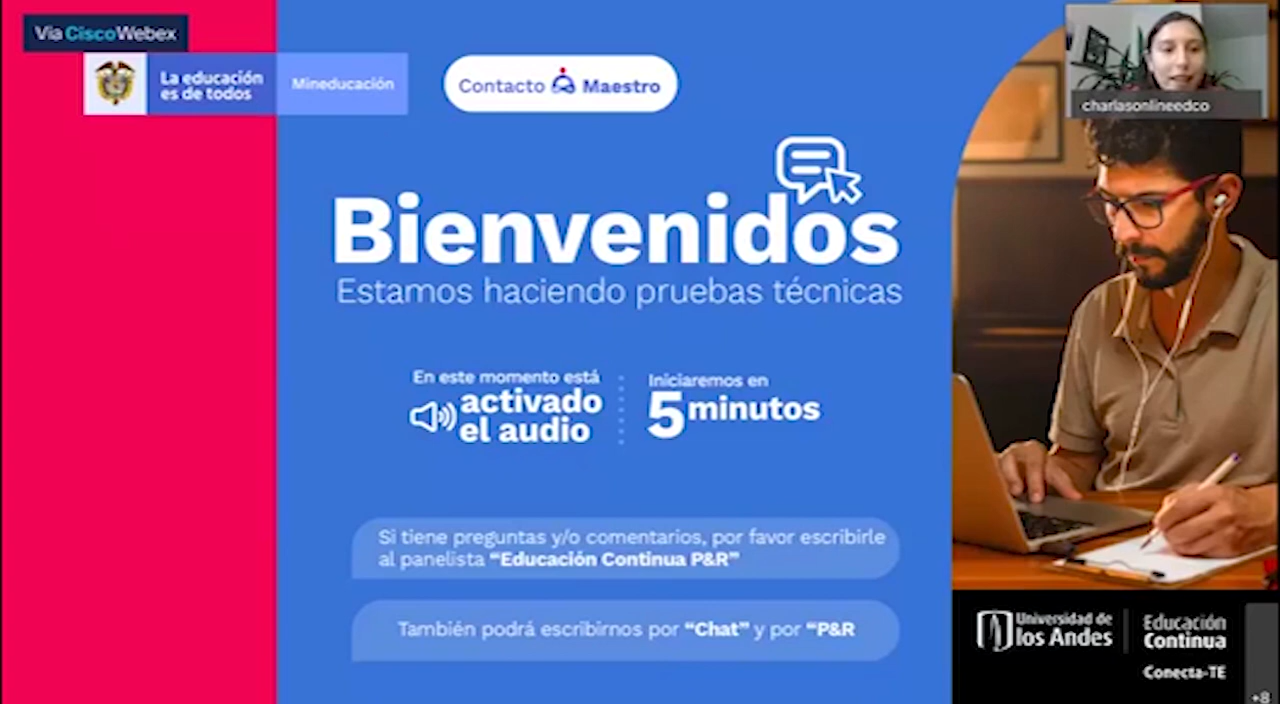 Vía CiscoWebex
La educación
es de todos
Mineducación
Contacto Maestro
charlasonlineedco
Bienvenidos
Estamos haciendo pruebas técnicas
En este momento está
activado
el audio
Iniciaremos en
5 minutos
Si tiene preguntas y/o comentarios, por favor escribirle
al panelista “Educación Continua P&R”
También podrá escribirnos por “Chat” y por “P&R
Universidad de
los Andes
Educación
Continua
Conecta-TE
+8